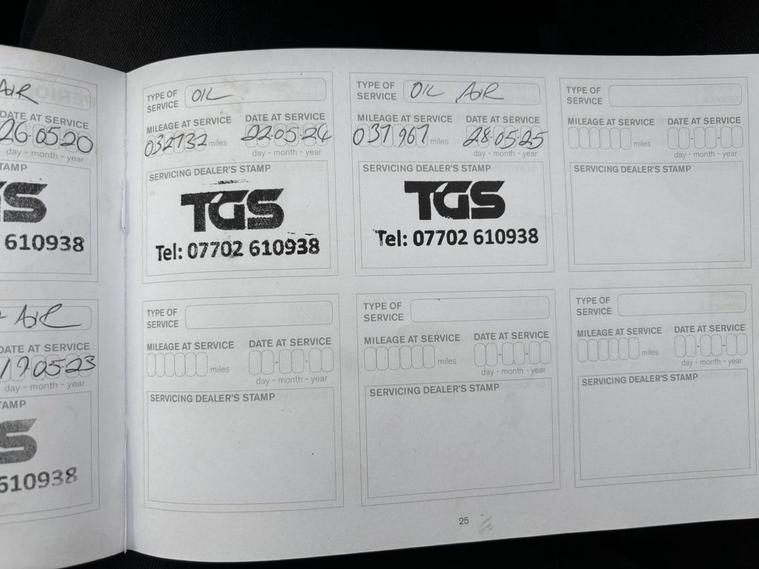 AIR
DATE AT SERVICE
26 05 20
day - month - year
TAMP
GS
610938
AIR
DATE AT SERVICE
17 05 23
day - month - year
TAMP
S
610938
TYPE OF SERVICE OIL
MILEAGE AT SERVICE DATE AT SERVICE
032732 miles 22-05-24
day - month - year
SERVICING DEALER'S STAMP
TGS
Tel: 07702 610938
TYPE OF SERVICE OIL AIR
MILEAGE AT SERVICE DATE AT SERVICE
037967 miles 28-05-25
day - month - year
SERVICING DEALER'S STAMP
TGS
Tel: 07702 610938
TYPE OF SERVICE
MILEAGE AT SERVICE DATE AT SERVICE
miles
day - month - year
SERVICING DEALER'S STAMP
TYPE OF SERVICE
MILEAGE AT SERVICE DATE AT SERVICE
miles
day - month - year
SERVICING DEALER'S STAMP
TYPE OF SERVICE
MILEAGE AT SERVICE DATE AT SERVICE
miles
day - month - year
SERVICING DEALER'S STAMP
TYPE OF SERVICE
MILEAGE AT SERVICE DATE AT SERVICE
miles
day - month - year
SERVICING DEALER'S STAMP
25